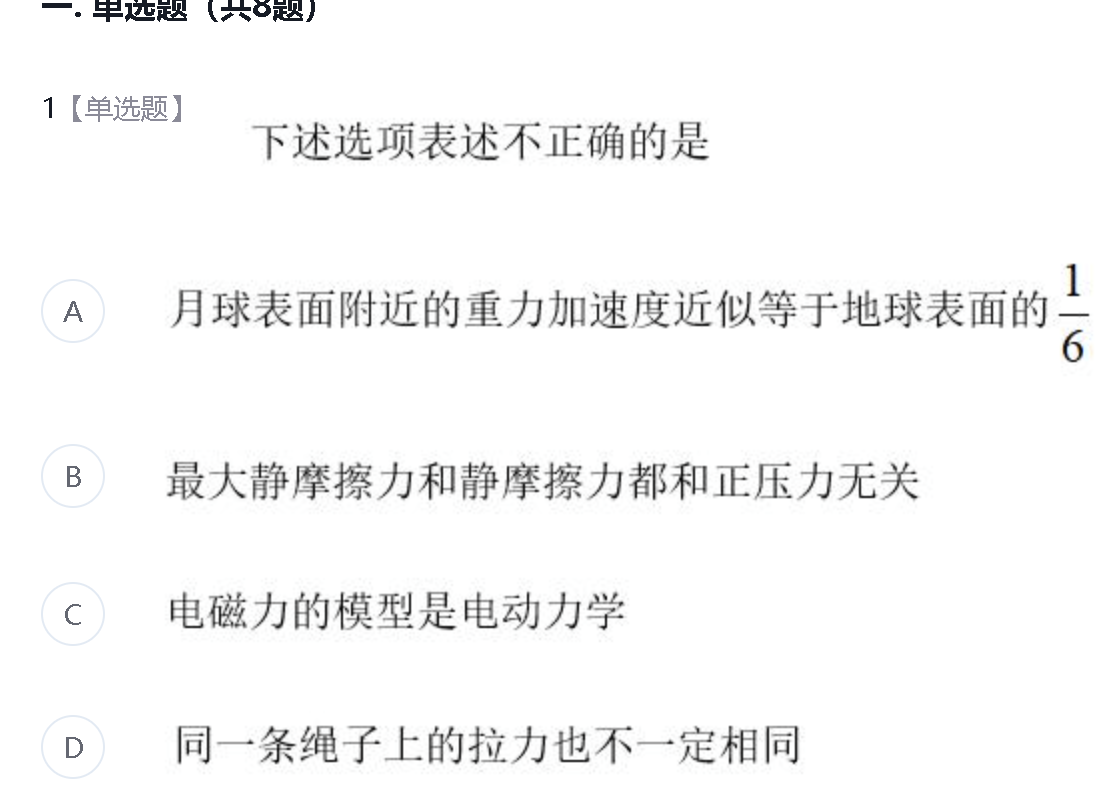 一. 单选题（共8题）
1【单选题】
下述选项表述不正确的是
A 月球表面附近的重力加速度近似等于地球表面的 1/6
B 最大静摩擦力和静摩擦力都和正压力无关
C 电磁力的模型是电动力学
D 同一条绳子上的拉力也不一定相同